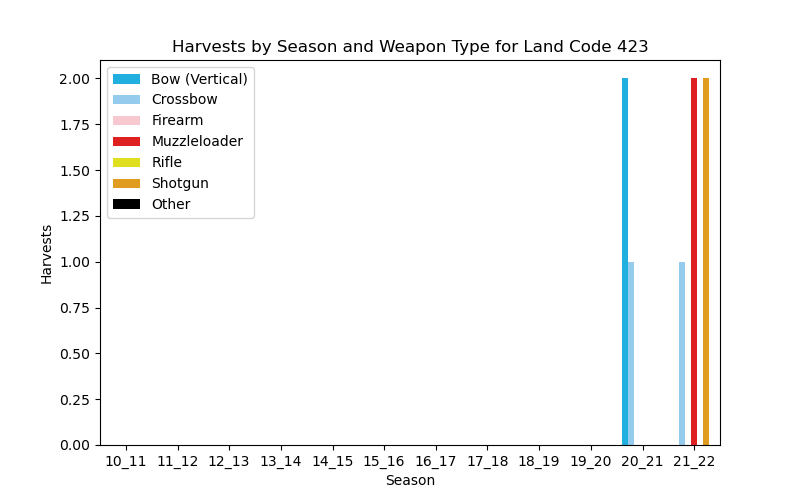 Harvests by Season and Weapon Type for Land Code 423
Bow (Vertical)
Crossbow
Firearm
Muzzleloader
Rifle
Shotgun
Other
2.00
1.75
1.50
1.25
1.00
0.75
0.50
0.25
0.00
Harvests
10_11 11_12 12_13 13_14 14_15 15_16 16_17 17_18 18_19 19_20 20_21 21_22
Season